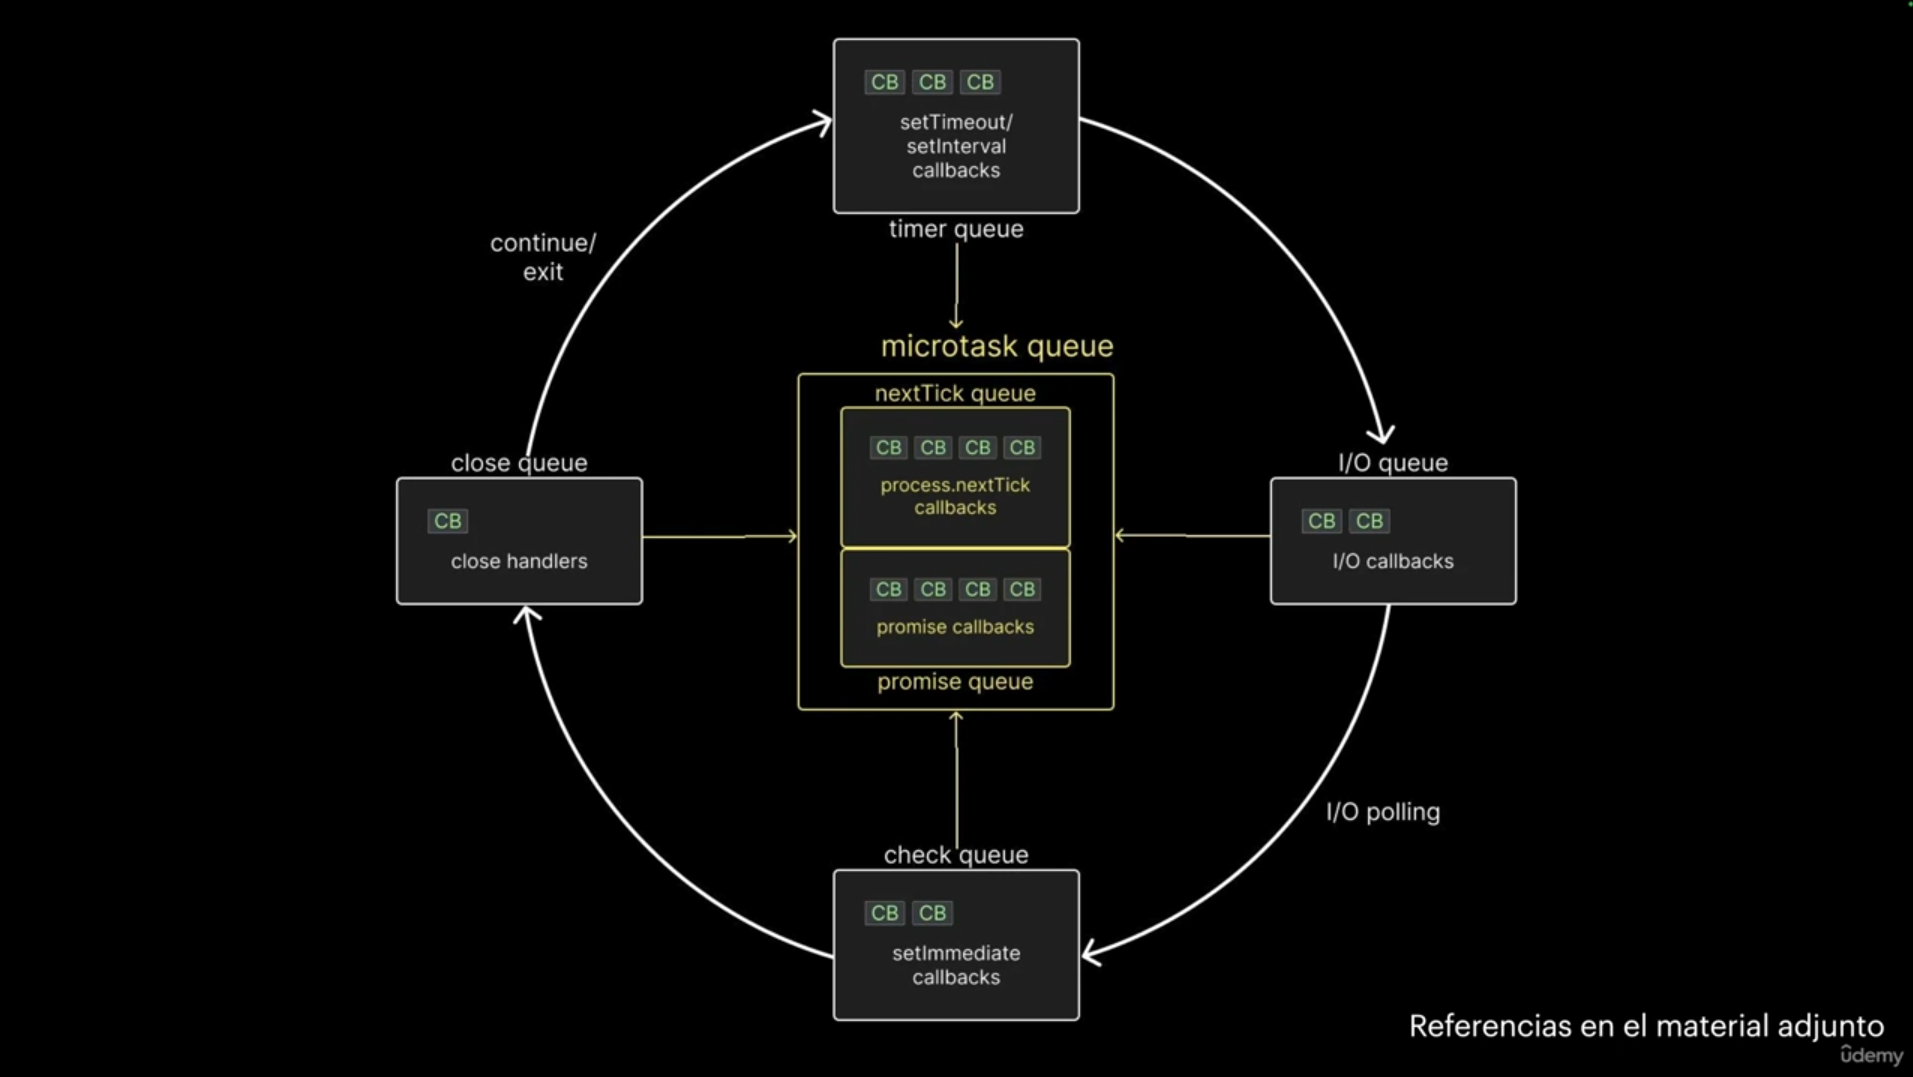 CB CB CB
setTimeout/
setInterval
callbacks
timer queue
continue/
exit
microtask queue
nextTick queue
CB CB CB CB
process.nextTick
callbacks
CB CB CB CB
promise callbacks
promise queue
close queue
CB
close handlers
I/O queue
CB CB
I/O callbacks
I/O polling
check queue
CB CB
setImmediate
callbacks
Referencias en el material adjunto
ûdemy